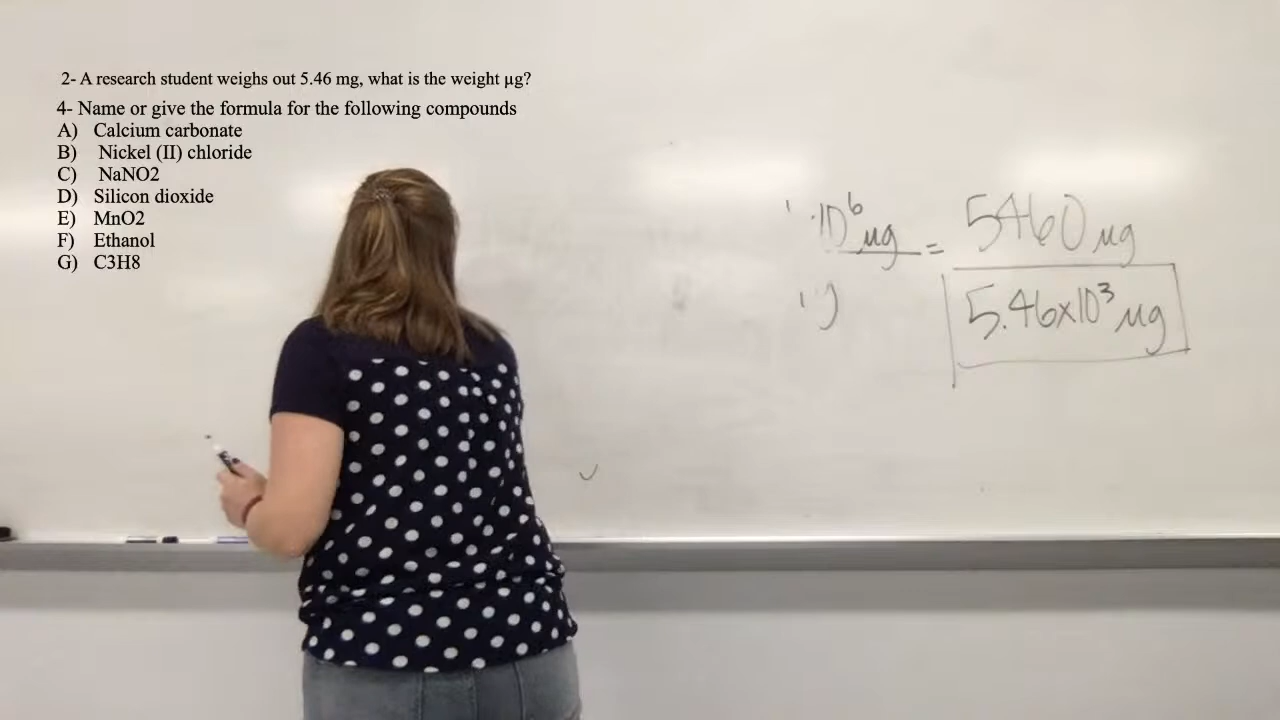 2- A research student weighs out 5.46 mg, what is the weight µg?
4- Name or give the formula for the following compounds
A) Calcium carbonate
B) Nickel (II) chloride
C) NaNO2
D) Silicon dioxide
E) MnO2
F) Ethanol
G) C3H8
10⁶ µg = 5460 µg
5.46x10³ µg